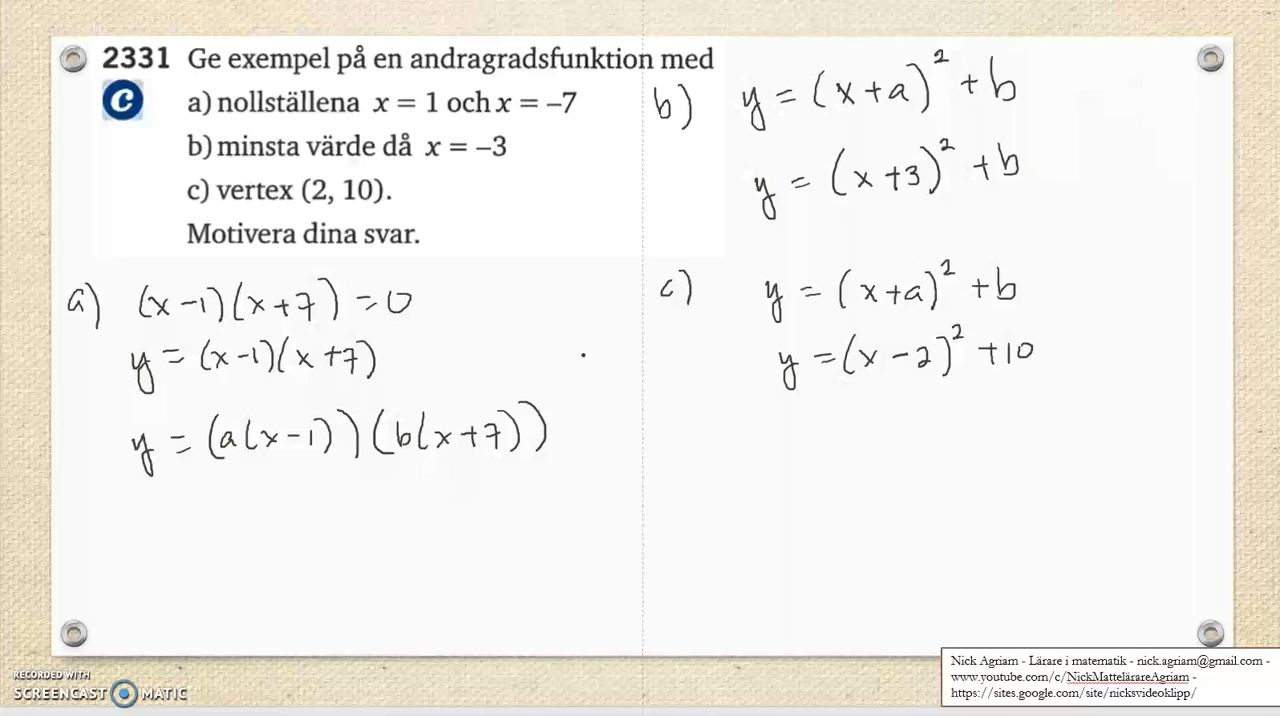 2331 Ge exempel på en andragradsfunktion med
C
a) nollställena x = 1 och x = –7
b) minsta värde då x = –3
c) vertex (2, 10).
Motivera dina svar.
a) (x-1)(x+7) = 0
y = (x-1)(x+7)
y = (a(x-1))(b(x+7))
b) y = (x+a)² + b
y = (x+3)² + b
c) y = (x+a)² + b
y = (x-2)² + 10
RECORDED WITH
SCREENCAST MATIC
Nick Agriam - Lärare i matematik - nick.agriam@gmail.com -
www.youtube.com/c/NickMattelärareAgriam -
https://sites.google.com/site/nicksvideoklipp/